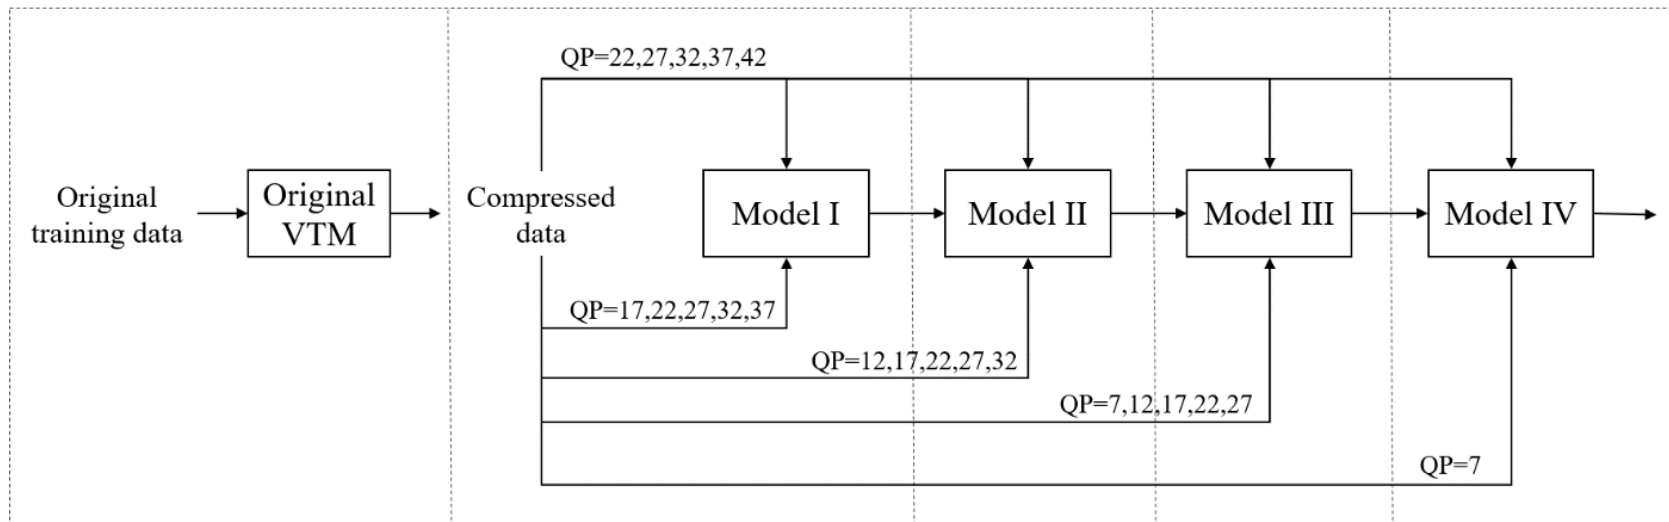 QP=22,27,32,37,42
Original
training data
Original
VTM
Compressed
data
Model I
Model II
Model III
Model IV
QP=17,22,27,32,37
QP=12,17,22,27,32
QP=7,12,17,22,27
QP=7